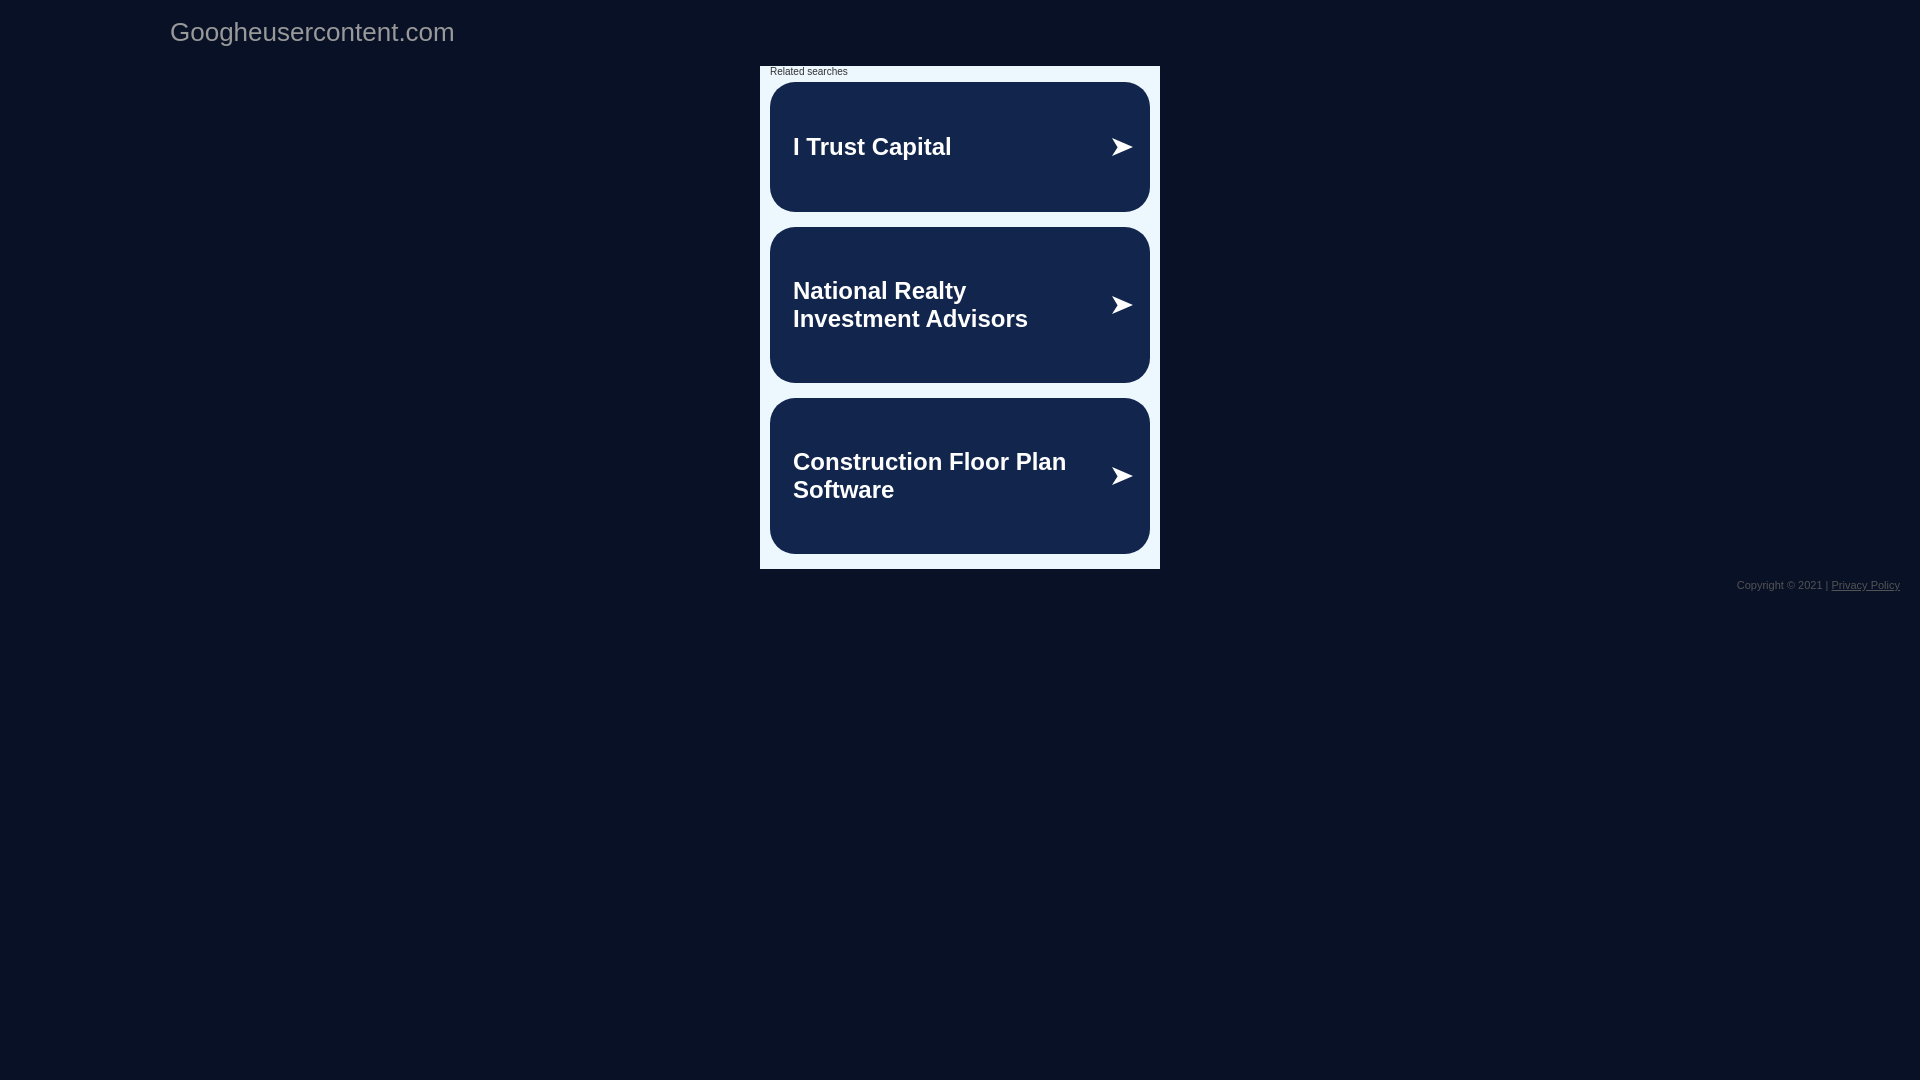 Googheusercontent.com
Related searches
I Trust Capital
National Realty
Investment Advisors
Construction Floor Plan
Software
Copyright © 2021 | Privacy Policy